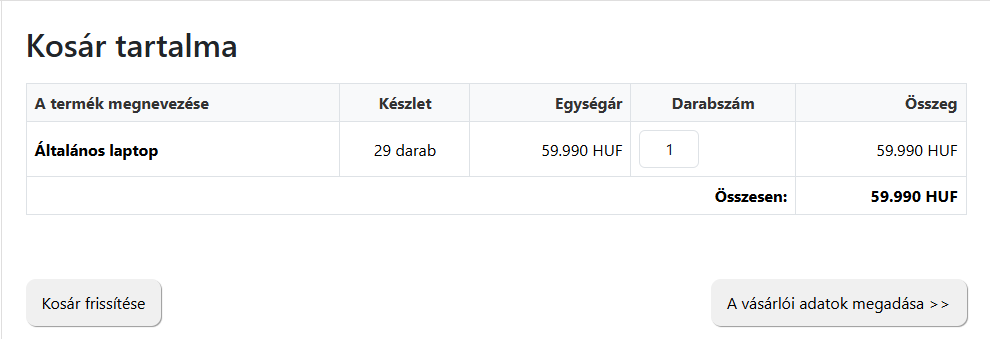 Kosár tartalma
A termék megnevezése Készlet Egységár Darabszám Összeg
Általános laptop 29 darab 59.990 HUF 1 59.990 HUF
Összesen: 59.990 HUF
Kosár frissítése A vásárlói adatok megadása >>